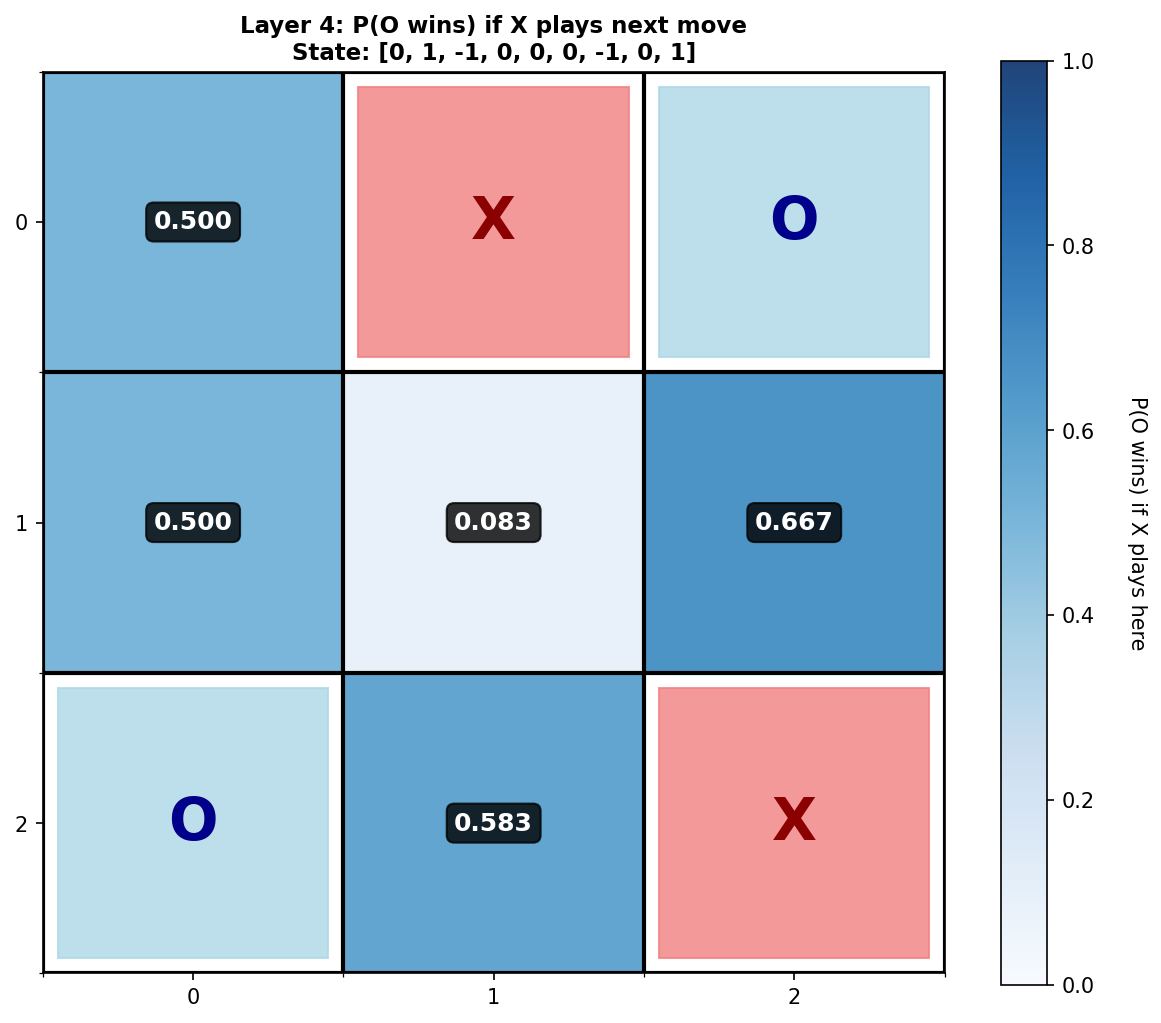 Layer 4: P(O wins) if X plays next move
State: [0, 1, -1, 0, 0, 0, -1, 0, 1]
0.500
X
O
0.500
0.083
0.667
O
0.583
X
0
1
2
0
1
2
1.0
0.8
0.6
0.4
0.2
0.0
P(O wins) if X plays here